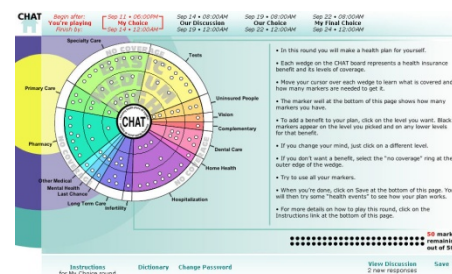 CHAT
Begin after:
You're playing
Finish by:
Sep 11 • 06:00PM
My Choice
Sep 14 • 12:00AM
Sep 14 • 08:00AM
Our Discussion
Sep 19 • 12:00AM
Sep 19 • 08:00AM
Our Choice
Sep 22 • 12:00AM
Sep 22 • 08:00AM
My Final Choice
Sep 24 • 12:00AM
Specialty Care
Tests
Uninsured People
Vision
Complementary
Dental Care
Home Health
Hospitalization
Infertility
Long Term Care
Last Chance
Mental Health
Other Medical
Pharmacy
Primary Care
NO COVERAGE
BASIC
NO COVERAGE
CHAT
• In this round you will make a health plan for yourself.
• Each wedge on the CHAT board represents a health insurance
benefit and its levels of coverage.
• Move your cursor over each wedge to learn what is covered and
how many markers are needed to get it.
• The marker well at the bottom of this page shows how many
markers you have.
• To add a benefit to your plan, click on the level you want. Black
markers appear on the level you picked and on any lower levels
for that benefit.
• If you change your mind, just click on a different level.
• If you don't want a benefit, select the "no coverage" ring at the
outer edge of the wedge.
• Try to use all your markers.
• When you're done, click on Save at the bottom of this page. You
will then try some "health events" to see how your plan works.
• For more details on how to play this round, click on the
Instructions link at the bottom of this page.
50 mark
remainin
out of 50
Instructions
for My Choice round
Dictionary
Change Password
View Discussion
2 new responses
Save